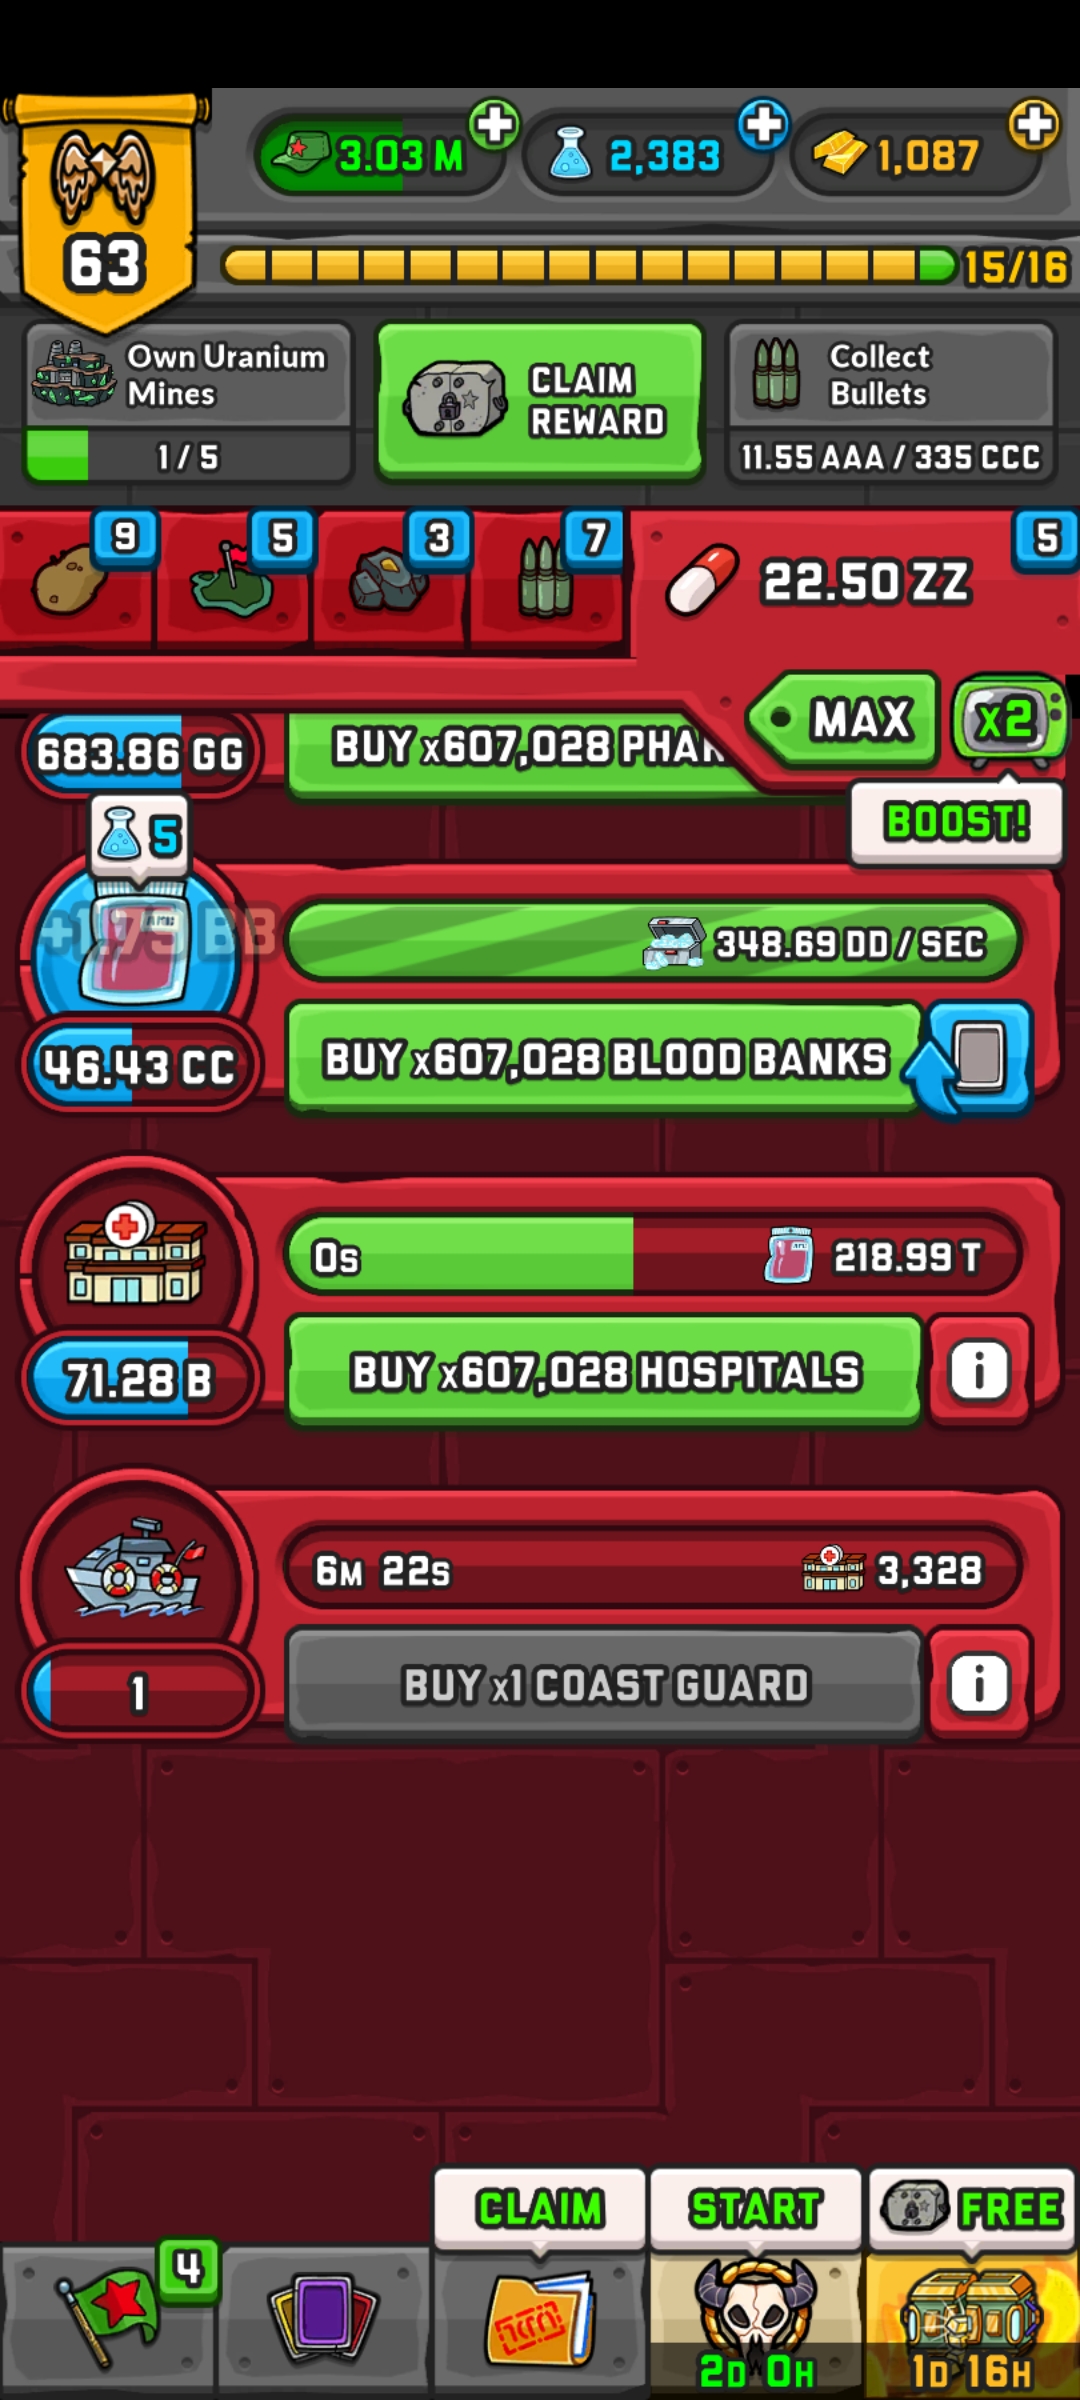 3.03 M
2,383
1,087
63
15/16
Own Uranium
Mines
1 / 5
CLAIM
REWARD
Collect
Bullets
11.55 AAA / 335 CCC
9
5
3
7
5
22.50 ZZ
MAX
x2
BOOST!
683.86 GG
BUY x607,028
5
348.69 DD / SEC
46.43 CC
BUY x607,028 BLOOD BANKS
0s
218.99 T
71.28 B
BUY x607,028 HOSPITALS
i
6M 22s
3,328
1
BUY x1 COAST GUARD
i
CLAIM
START
FREE
4
2D 0H
1D 16H